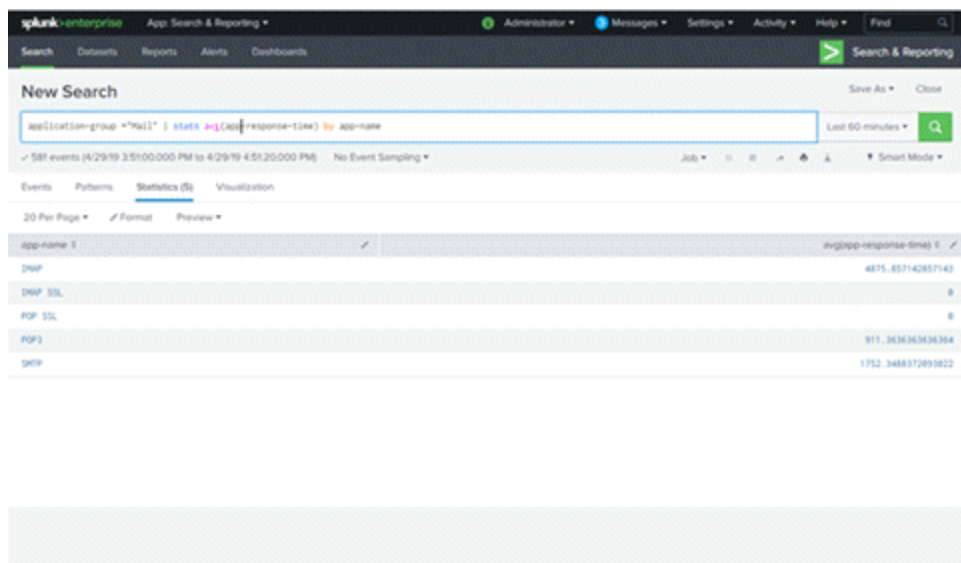 splunk>enterprise App: Search & Reporting Administrator Messages Settings Activity Help Find
Search Datasets Reports Alerts Dashboards Search & Reporting
New Search Save As Close
application-group ="Mail" | stats avg(app-response-time) by app-name Last 60 minutes
581 events (4/29/19 3:51:00.000 PM to 4/29/19 4:51:20.000 PM) No Event Sampling Job Smart Mode
Events Patterns Statistics (5) Visualization
20 Per Page Format Preview
app-name avg(app-response-time)
IMAP 4875.857142857143
IMAP SSL 0
POP SSL 0
POP3 911.3636363636364
SMTP